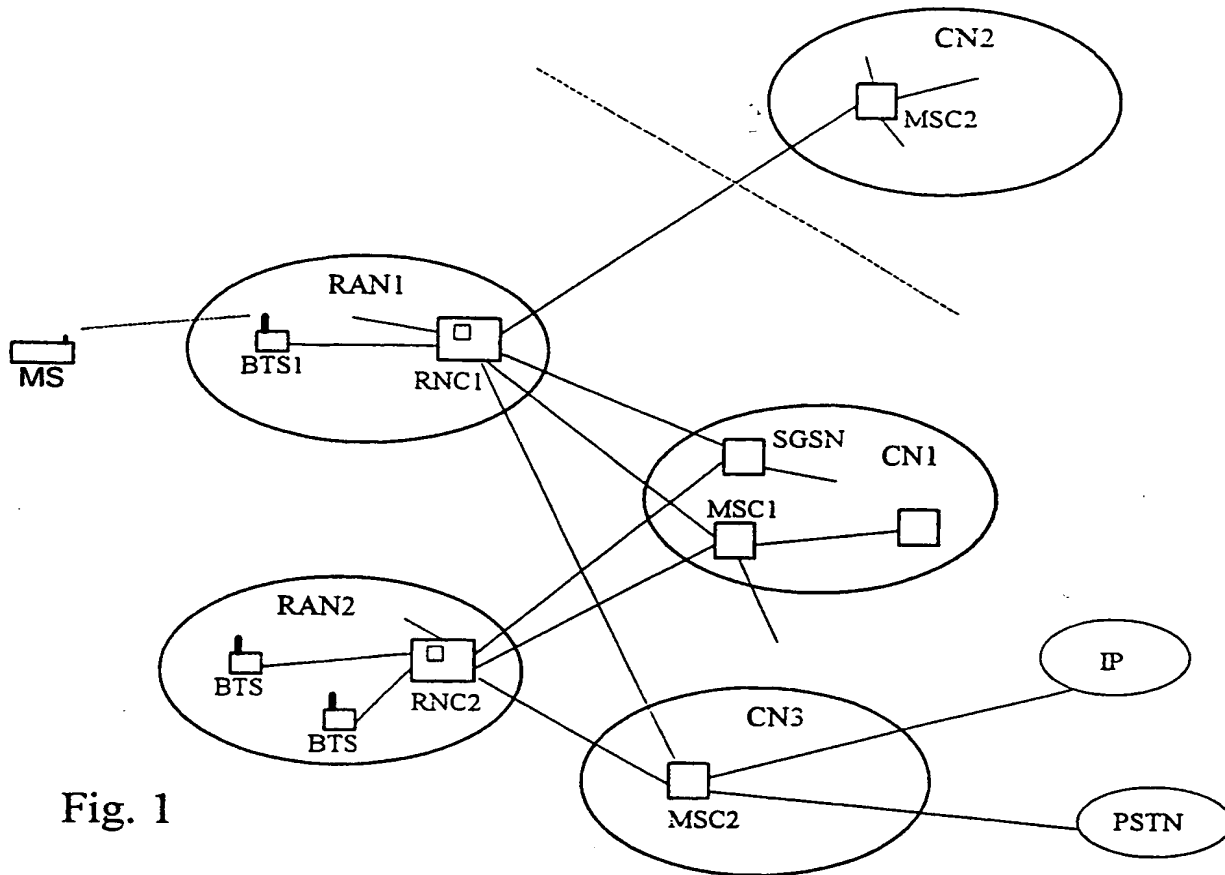 CN2
MSC2
RAN1
MS
BTS1
RNC1
SGSN
CN1
MSC1
RAN2
BTS
RNC2
BTS
CN3
MSC2
IP
PSTN
Fig. 1